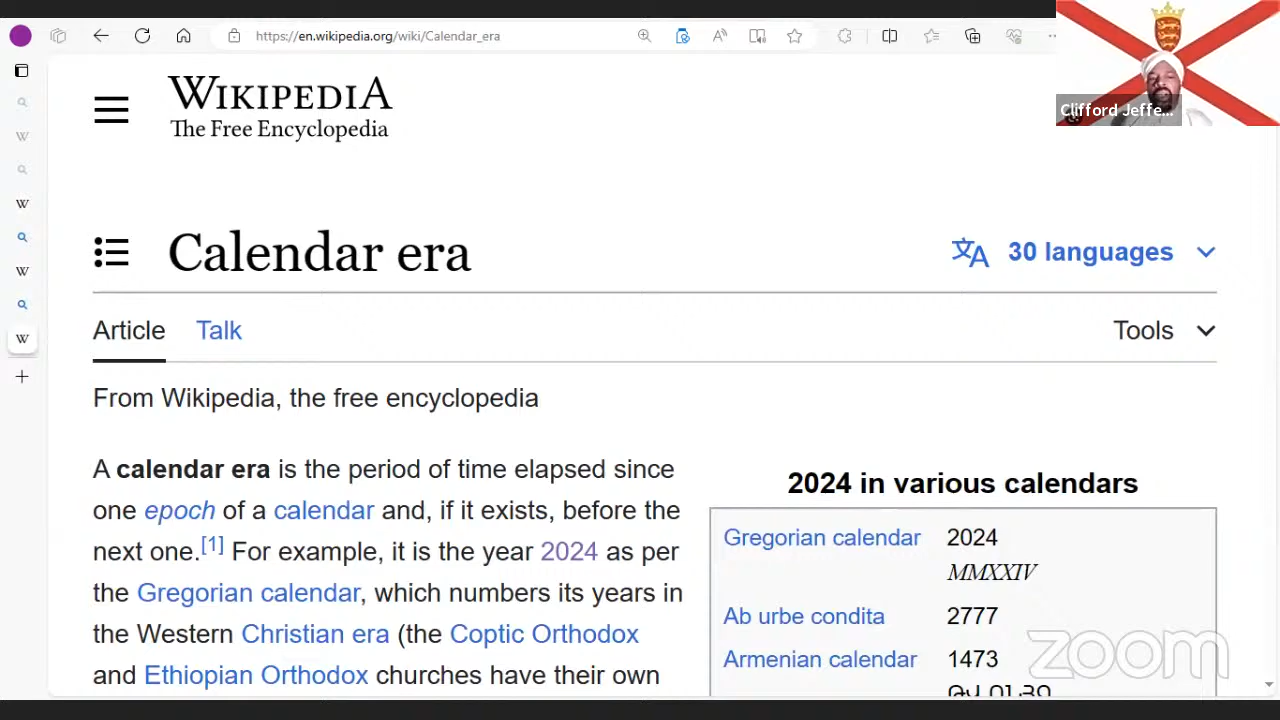 https://en.wikipedia.org/wiki/Calendar_era
Clifford Jeffe...
WIKIPEDIA
The Free Encyclopedia
Calendar era
30 languages
Article Talk
Tools
From Wikipedia, the free encyclopedia
A calendar era is the period of time elapsed since
one epoch of a calendar and, if it exists, before the
next one.[1] For example, it is the year 2024 as per
the Gregorian calendar, which numbers its years in
the Western Christian era (the Coptic Orthodox
and Ethiopian Orthodox churches have their own
2024 in various calendars
Gregorian calendar 2024
MMXXIV
Ab urbe condita 2777
Armenian calendar 1473
zoom